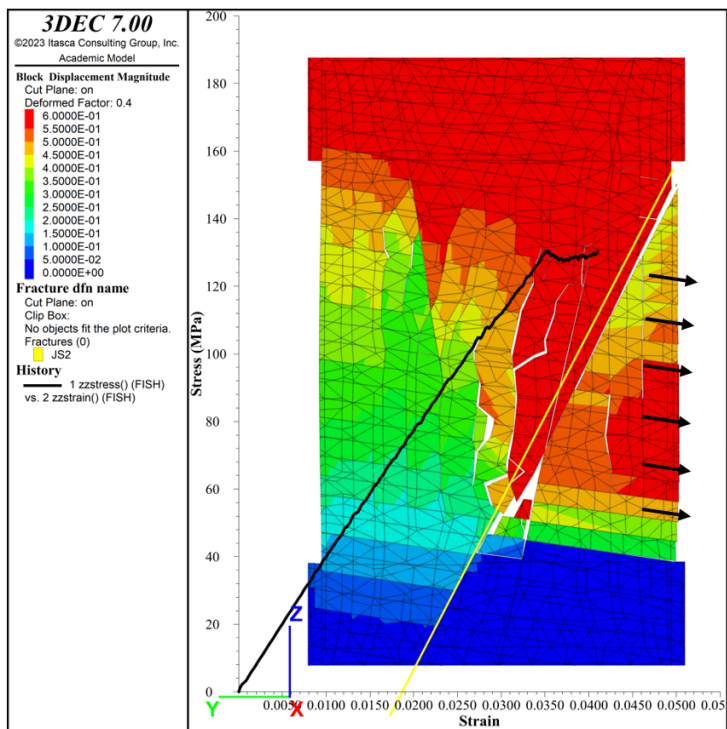 3DEC 7.00
©2023 Itasca Consulting Group, Inc.
Academic Model
Block Displacement Magnitude
Cut Plane: on
Deformed Factor: 0.4
6.0000E-01
5.5000E-01
5.0000E-01
4.5000E-01
4.0000E-01
3.5000E-01
3.0000E-01
2.5000E-01
2.0000E-01
1.5000E-01
1.0000E-01
5.0000E-02
0.0000E+00
Fracture dfn name
Cut Plane: on
Clip Box:
No objects fit the plot criteria.
Fractures (0)
JS2
History
1 zzstress() (FISH)
vs. 2 zzstrain() (FISH)
Stress (MPa)
200
180
160
140
120
100
80
60
40
20
0
Z
Y
X
0.0050
0.0100
0.0150
0.0200
0.0250
0.0300
0.0350
0.0400
0.0450
0.0500
0.05
Strain